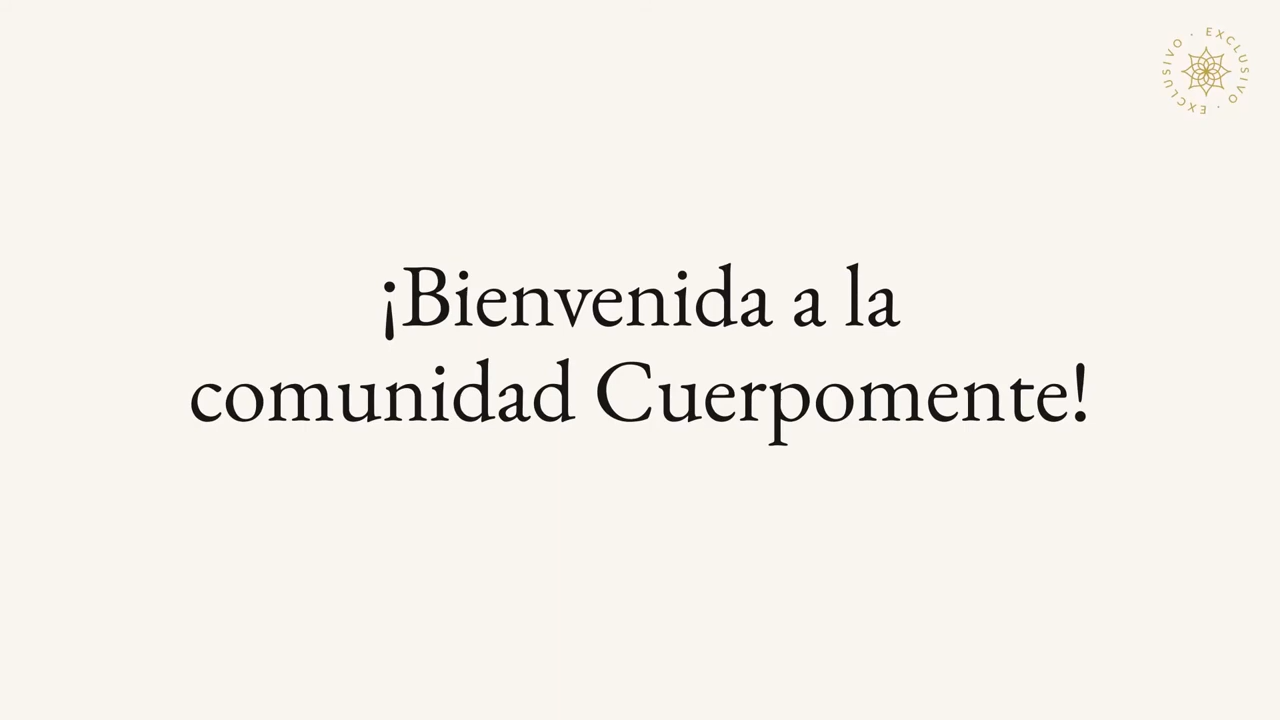 EXCLUSIVO · EXCLUSIVO ·
¡Bienvenida a la
comunidad Cuerpomente!